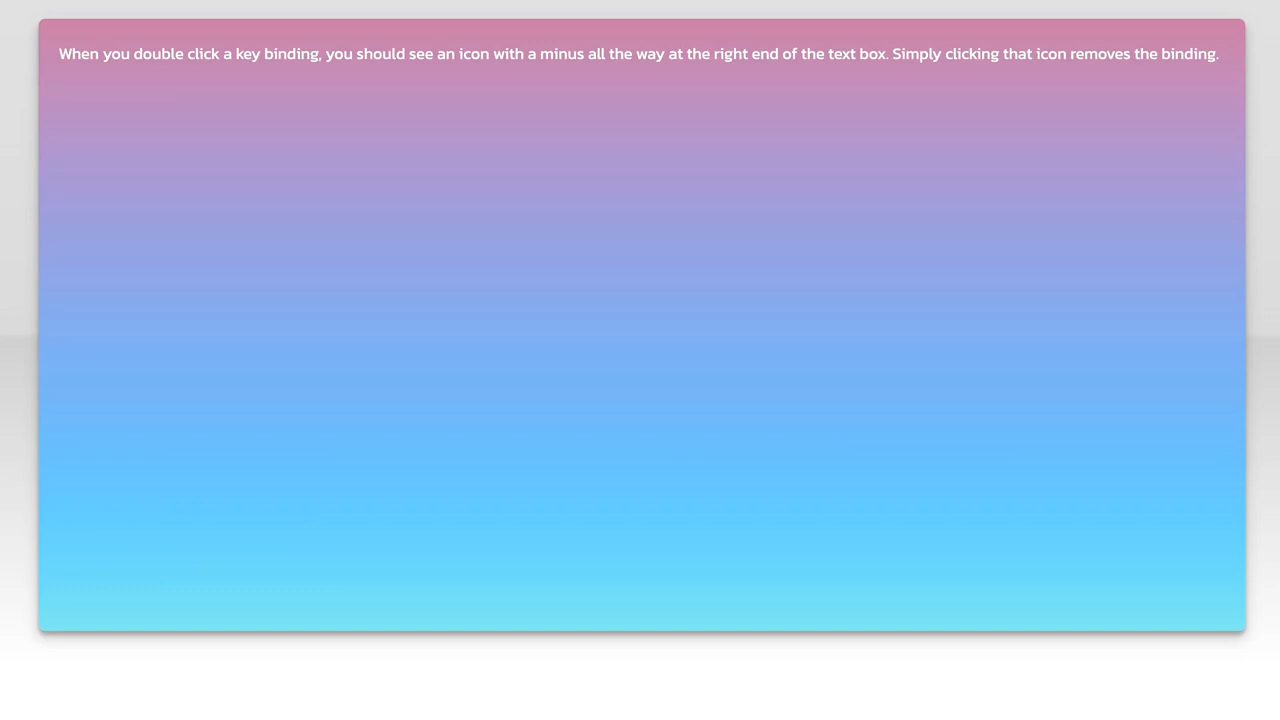 When you double click a key binding, you should see an icon with a minus all the way at the right end of the text box. Simply clicking that icon removes the binding.